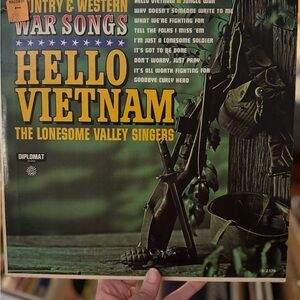 COUNTRY & WESTERN
WAR SONGS
HELLO
VIETNAM
THE LONESOME VALLEY SINGERS
HELLO VIETNAM • JUNGLE WAR
WHY DOESN'T SOMEONE WRITE TO ME
WHAT WE'RE FIGHTING FOR
TELL THE FOLKS I MISS 'EM
I'M JUST A LONESOME SOLDIER
IT'S GOT TO BE DONE
DON'T WORRY, JUST PRAY
IT'S ALL WORTH FIGHTING FOR
GOODBYE CURLY HEAD
DIPLOMAT